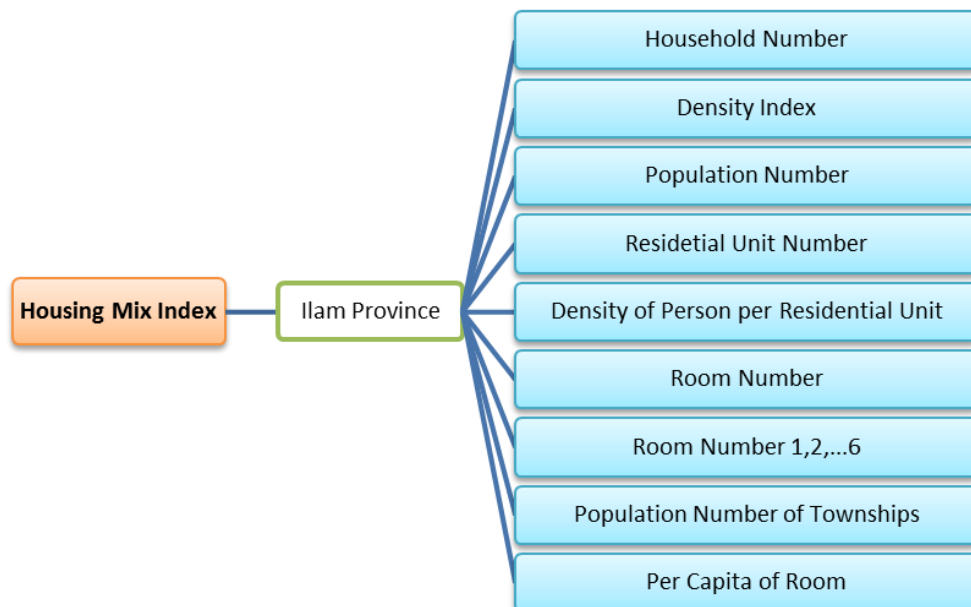 Housing Mix Index
Ilam Province
Household Number
Density Index
Population Number
Residetial Unit Number
Density of Person per Residential Unit
Room Number
Room Number 1,2,...6
Population Number of Townships
Per Capita of Room